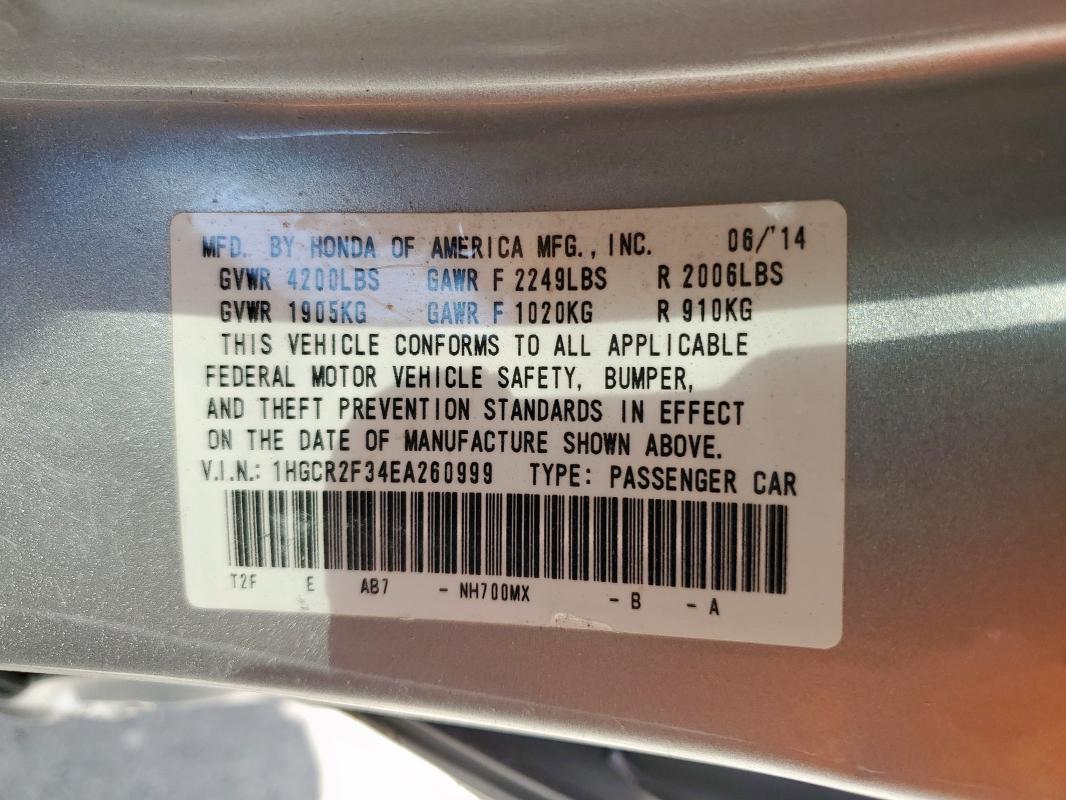 MFD. BY HONDA OF AMERICA MFG., INC. 06/'14
GVWR 4200LBS GAWR F 2249LBS R 2006LBS
GVWR 1905KG GAWR F 1020KG R 910KG
THIS VEHICLE CONFORMS TO ALL APPLICABLE
FEDERAL MOTOR VEHICLE SAFETY, BUMPER,
AND THEFT PREVENTION STANDARDS IN EFFECT
ON THE DATE OF MANUFACTURE SHOWN ABOVE.
V.I.N.: 1HGCR2F34EA260999 TYPE: PASSENGER CAR
T2F E AB7 - NH700MX - B - A